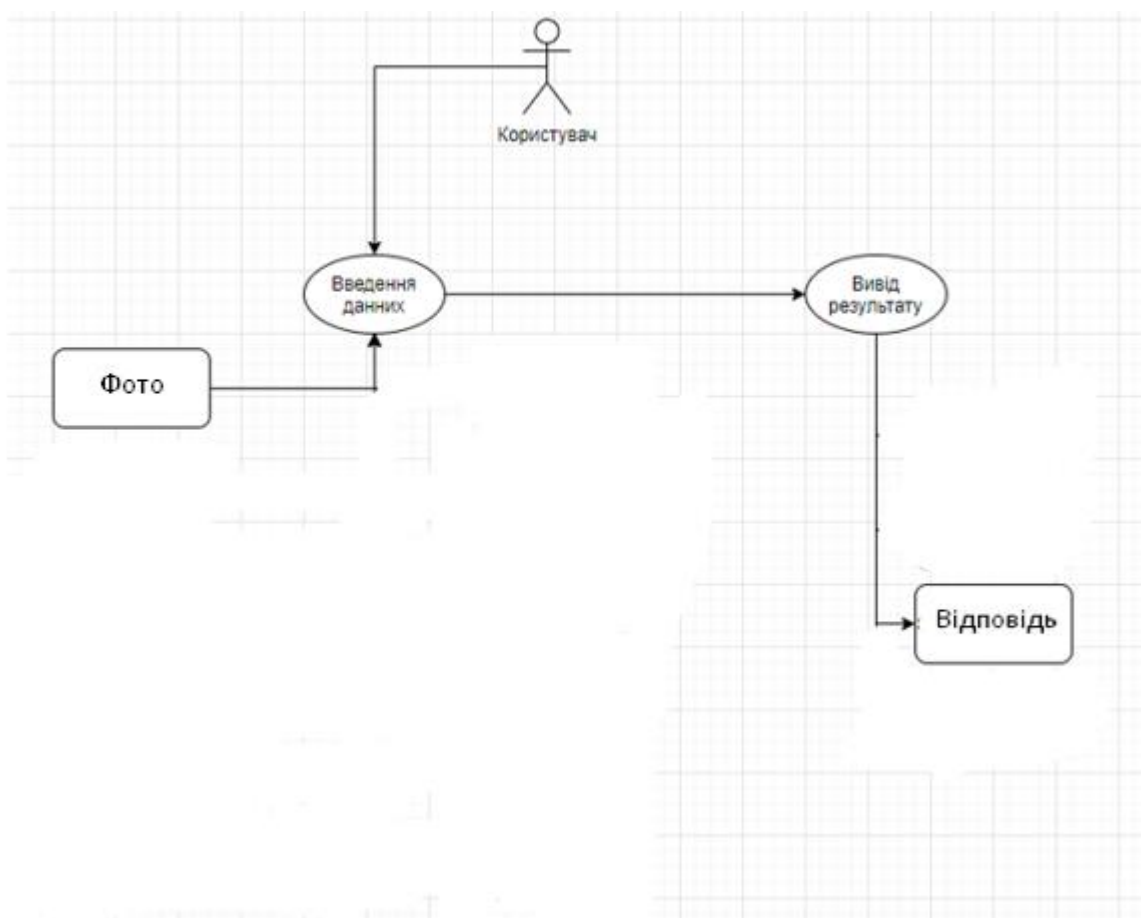 Користувач
Введення
данних
Вивід
результату
Фото
Відповідь